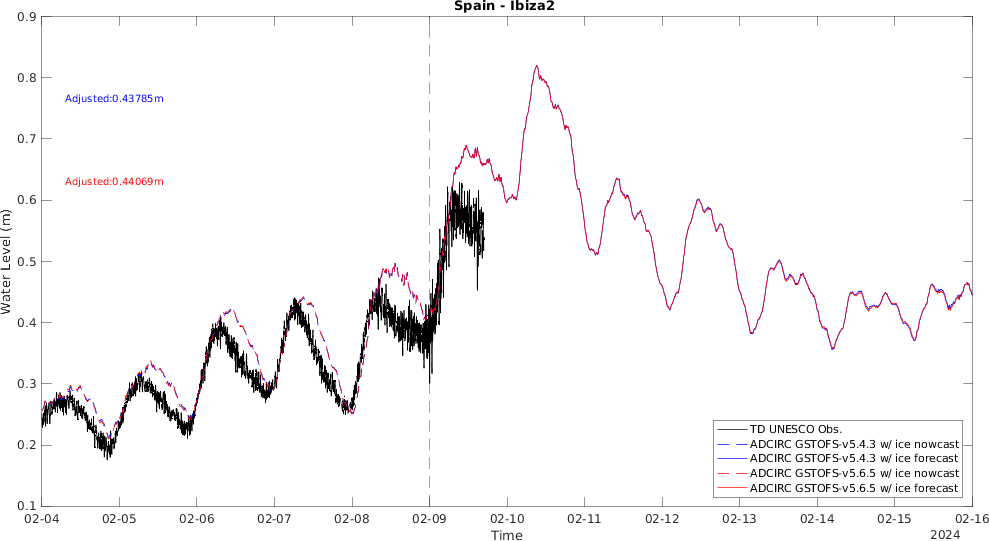 Spain - Ibiza2
0.9
0.8
0.7
0.6
0.5
0.4
0.3
0.2
0.1
Water Level (m)
Adjusted:0.43785m
Adjusted:0.44069m
TD UNESCO Obs.
ADCIRC GSTOFS-v5.4.3 w/ ice nowcast
ADCIRC GSTOFS-v5.4.3 w/ ice forecast
ADCIRC GSTOFS-v5.6.5 w/ ice nowcast
ADCIRC GSTOFS-v5.6.5 w/ ice forecast
02-04 02-05 02-06 02-07 02-08 02-09 02-10 02-11 02-12 02-13 02-14 02-15 02-16
Time
2024